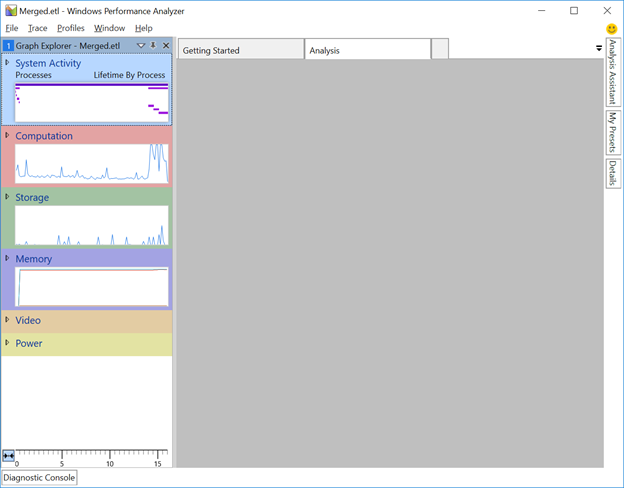 Merged.etl - Windows Performance Analyzer
File Trace Profiles Window Help
1 Graph Explorer - Merged.etl
Getting Started
Analysis
System Activity
Processes Lifetime By Process
Computation
Storage
Memory
Video
Power
0 5 10 15
Analysis Assistant
My Presets
Details
Diagnostic Console